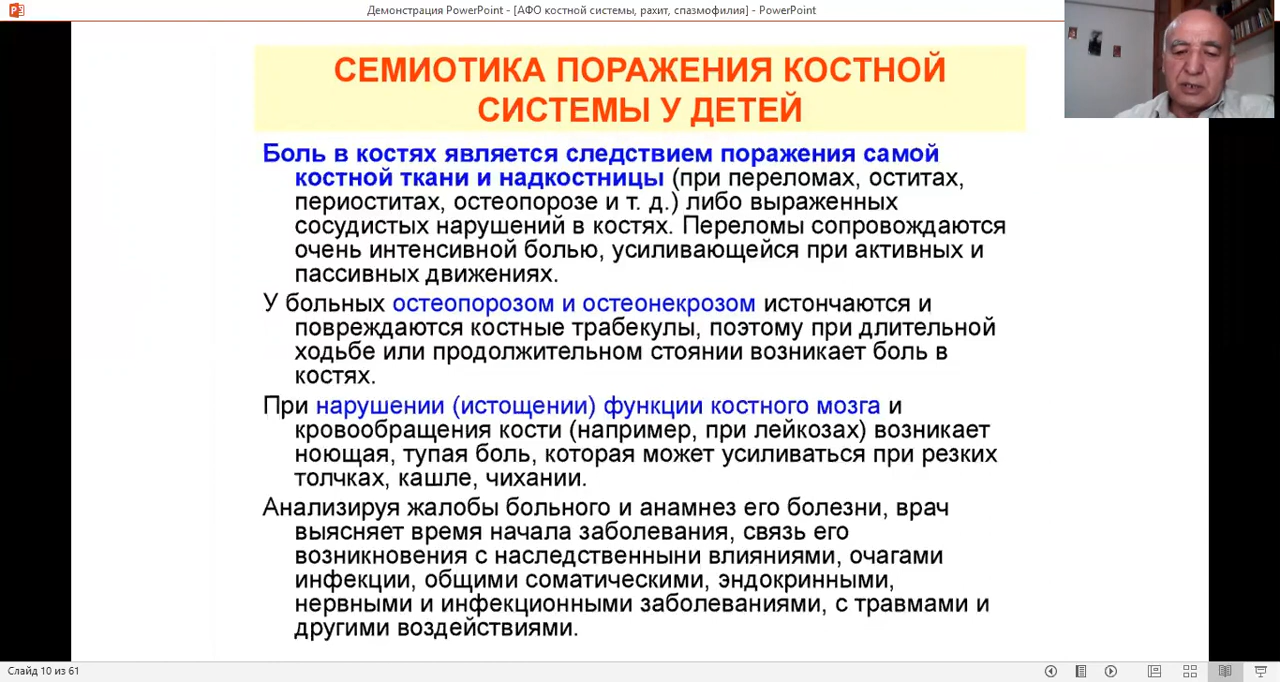 Демонстрация PowerPoint - [АФО костной системы, рахит, спазмофилия] - PowerPoint
СЕМИОТИКА ПОРАЖЕНИЯ КОСТНОЙ
СИСТЕМЫ У ДЕТЕЙ
Боль в костях является следствием поражения самой
костной ткани и надкостницы (при переломах, оститах,
периоститах, остеопорозе и т. д.) либо выраженных
сосудистых нарушений в костях. Переломы сопровождаются
очень интенсивной болью, усиливающейся при активных и
пассивных движениях.
У больных остеопорозом и остеонекрозом истончаются и
повреждаются костные трабекулы, поэтому при длительной
ходьбе или продолжительном стоянии возникает боль в
костях.
При нарушении (истощении) функции костного мозга и
кровообращения кости (например, при лейкозах) возникает
ноющая, тупая боль, которая может усиливаться при резких
толчках, кашле, чихании.
Анализируя жалобы больного и анамнез его болезни, врач
выясняет время начала заболевания, связь его
возникновения с наследственными влияниями, очагами
инфекции, общими соматическими, эндокринными,
нервными и инфекционными заболеваниями, с травмами и
другими воздействиями.
Слайд 10 из 61